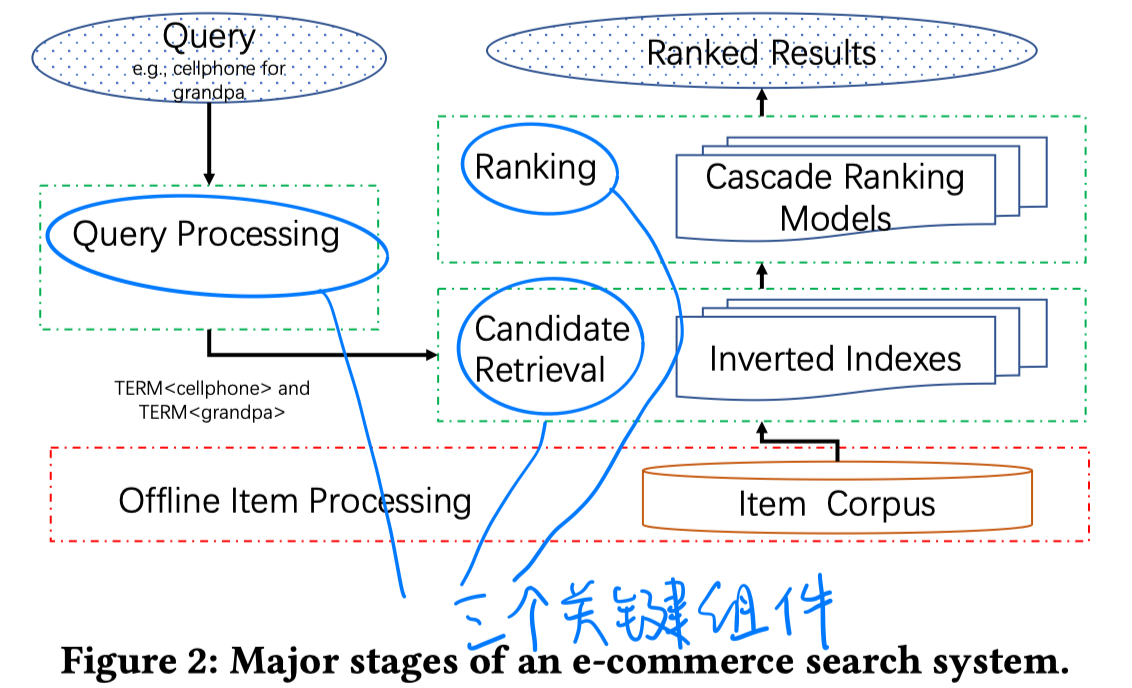 Query
e.g., cellphone for
grandpa
Query Processing
TERM<cellphone> and
TERM<grandpa>
Ranked Results
Ranking
Cascade Ranking
Models
Candidate
Retrieval
Inverted Indexes
Offline Item Processing
Item Corpus
三个关键组件
Figure 2: Major stages of an e-commerce search system.